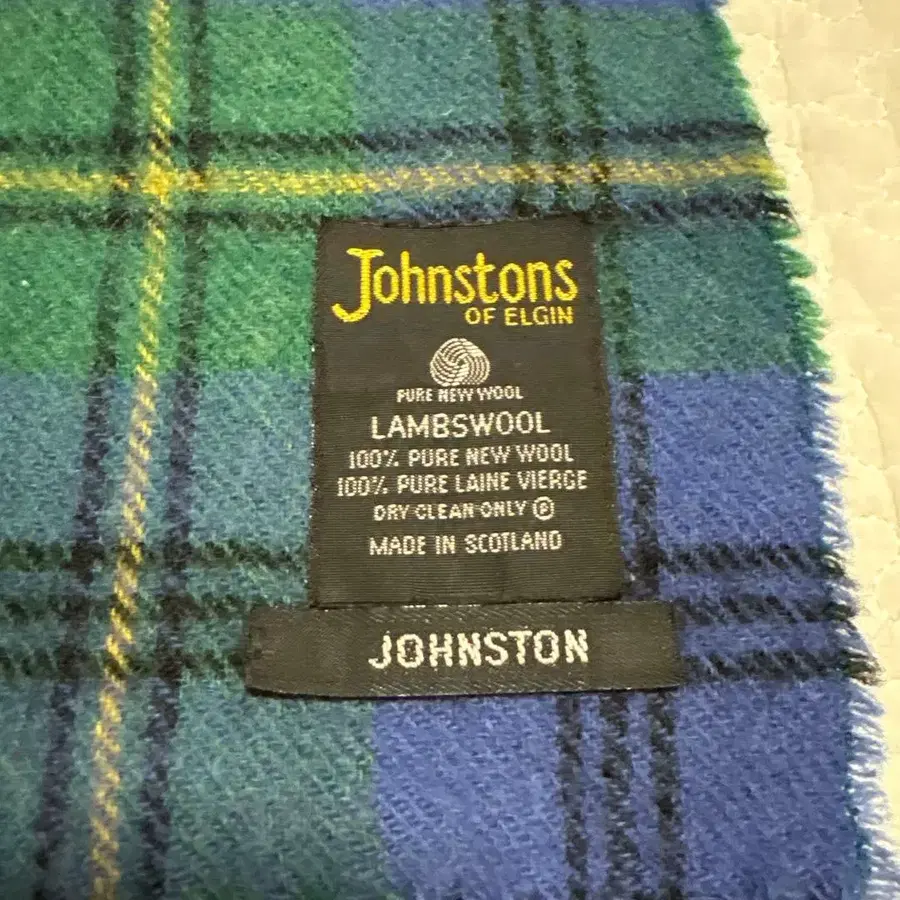 Johnstons
OF ELGIN
PURE NEW WOOL
LAMBSWOOL
100% PURE NEW WOOL
100% PURE LAINE VIERGE
DRY CLEAN ONLY Ⓟ
MADE IN SCOTLAND
JOHNSTON